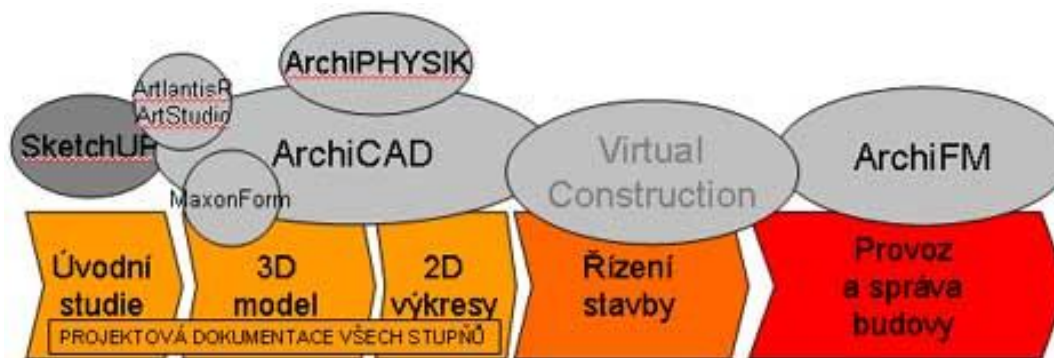 ArchiPHYSIK
ArtlantisR
ArtStudio
SketchUP
ArchiCAD
MaxonForm
Virtual
Construction
ArchiFM
Úvodní
studie
3D
model
2D
výkresy
Řízení
stavby
Provoz
a správa
budovy
PROJEKTOVÁ DOKUMENTACE VŠECH STUPŇŮ